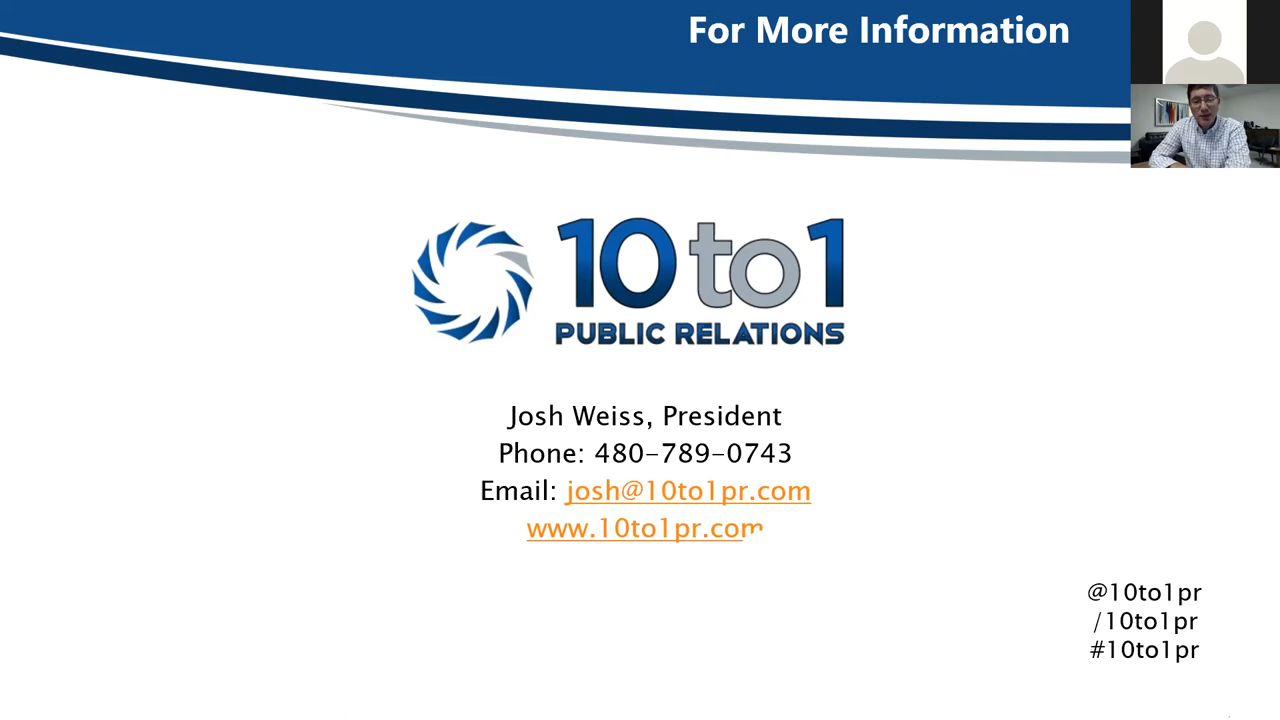 For More Information
10 to 1
PUBLIC RELATIONS
Josh Weiss, President
Phone: 480-789-0743
Email: josh@10to1pr.com
www.10to1pr.com
@10to1pr
/10to1pr
#10to1pr